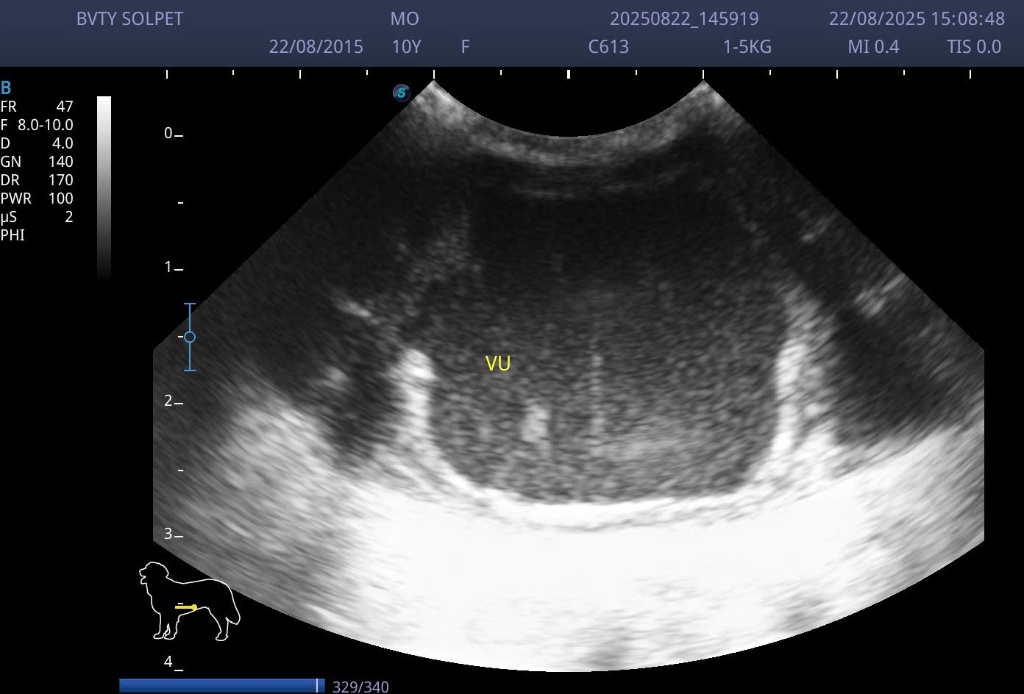 BVTY SOLPET MO 20250822_145919 22/08/2025 15:08:48
22/08/2015 10Y F C613 1-5KG MI 0.4 TIS 0.0
B
S
FR 47
F 8.0-10.0
D 4.0
GN 140
DR 170
PWR 100
µS 2
PHI
0
1
2
3
4
VU
329/340